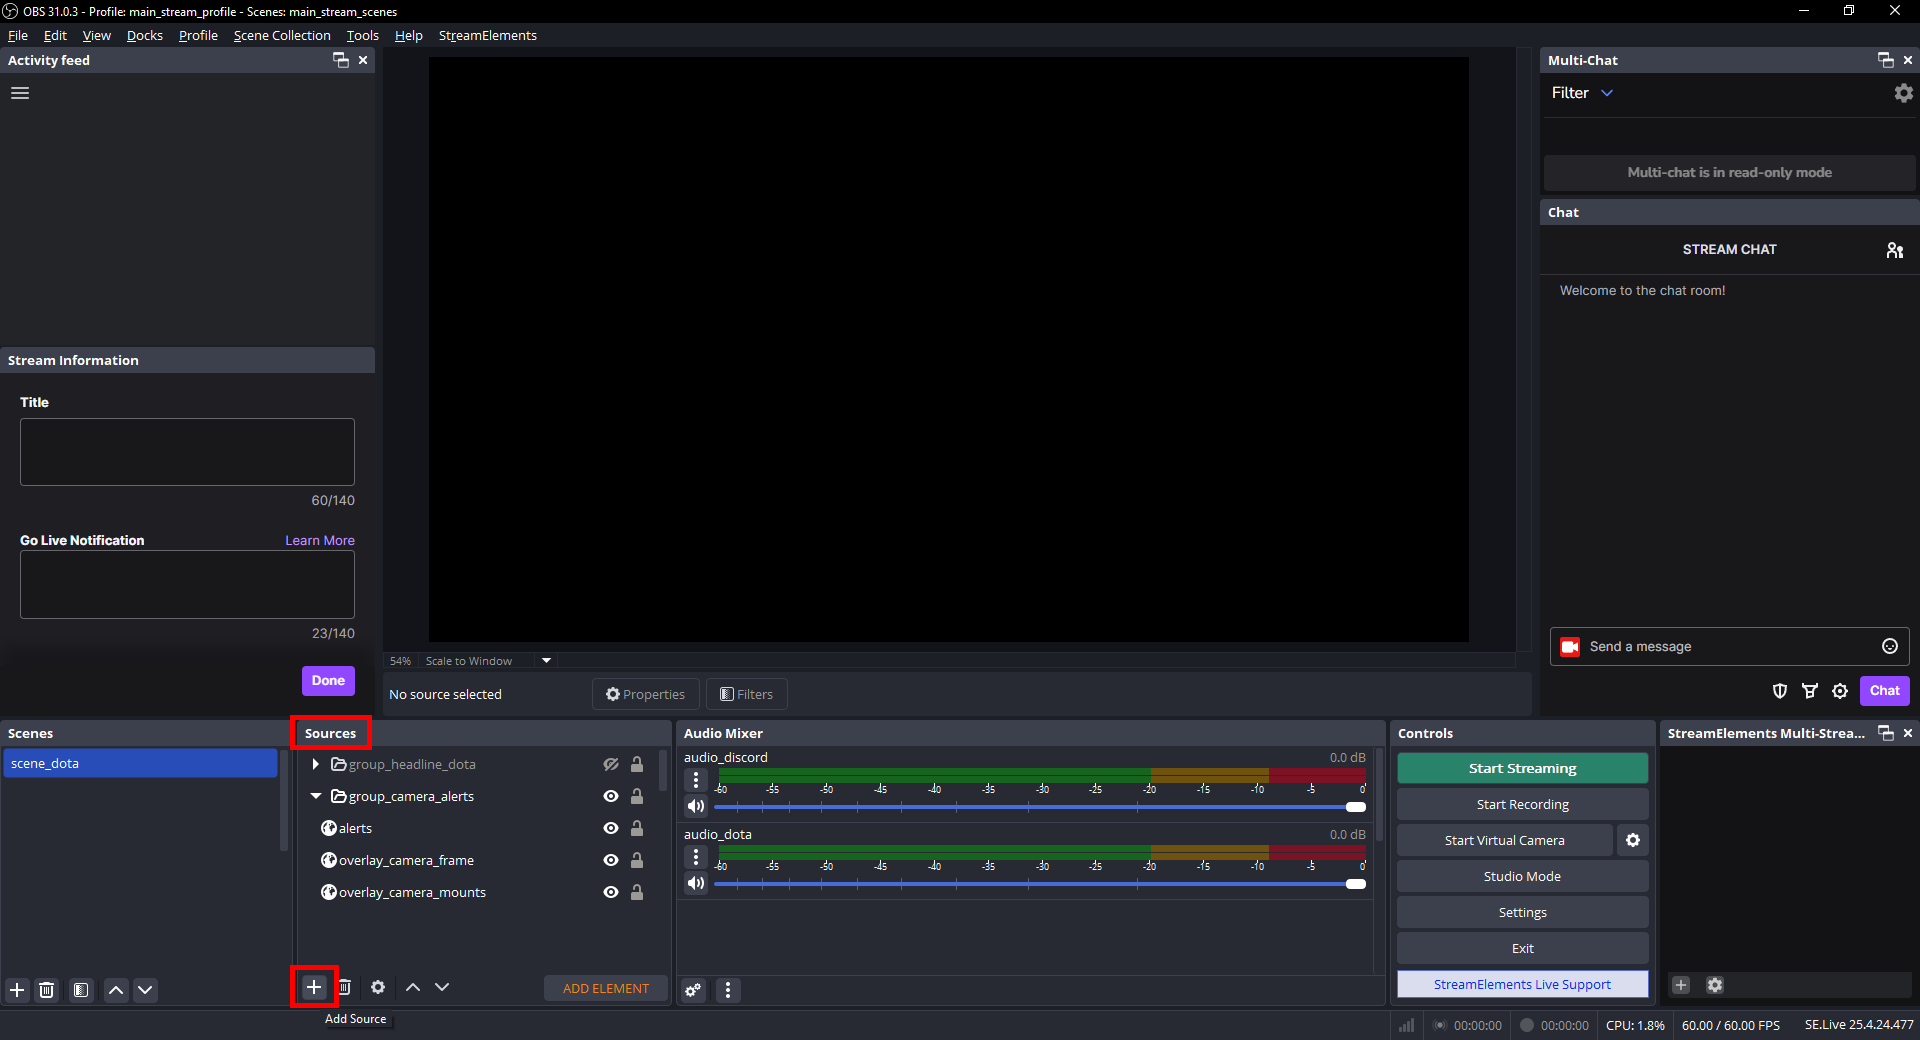 OBS 31.0.3 - Profile: main_stream_profile - Scenes: main_stream_scenes
File Edit View Docks Profile Scene Collection Tools Help StreamElements
Activity feed
Stream Information
Title
60/140
Go Live Notification Learn More
23/140
Done
54% Scale to Window
No source selected Properties Filters
Multi-Chat
Filter
Multi-chat is in read-only mode
Chat
STREAM CHAT
Welcome to the chat room!
Send a message
Chat
Scenes
scene_dota
Sources
group_headline_dota
group_camera_alerts
alerts
overlay_camera_frame
overlay_camera_mounts
ADD ELEMENT
Add Source
Audio Mixer
audio_discord 0.0 dB
-60 -55 -50 -45 -40 -35 -30 -25 -20 -15 -10 -5 0
audio_dota 0.0 dB
-60 -55 -50 -45 -40 -35 -30 -25 -20 -15 -10 -5 0
Controls
Start Streaming
Start Recording
Start Virtual Camera
Studio Mode
Settings
Exit
StreamElements Live Support
StreamElements Multi-Strea...
00:00:00 00:00:00 CPU: 1.8% 60.00 / 60.00 FPS SE.Live 25.4.24.477